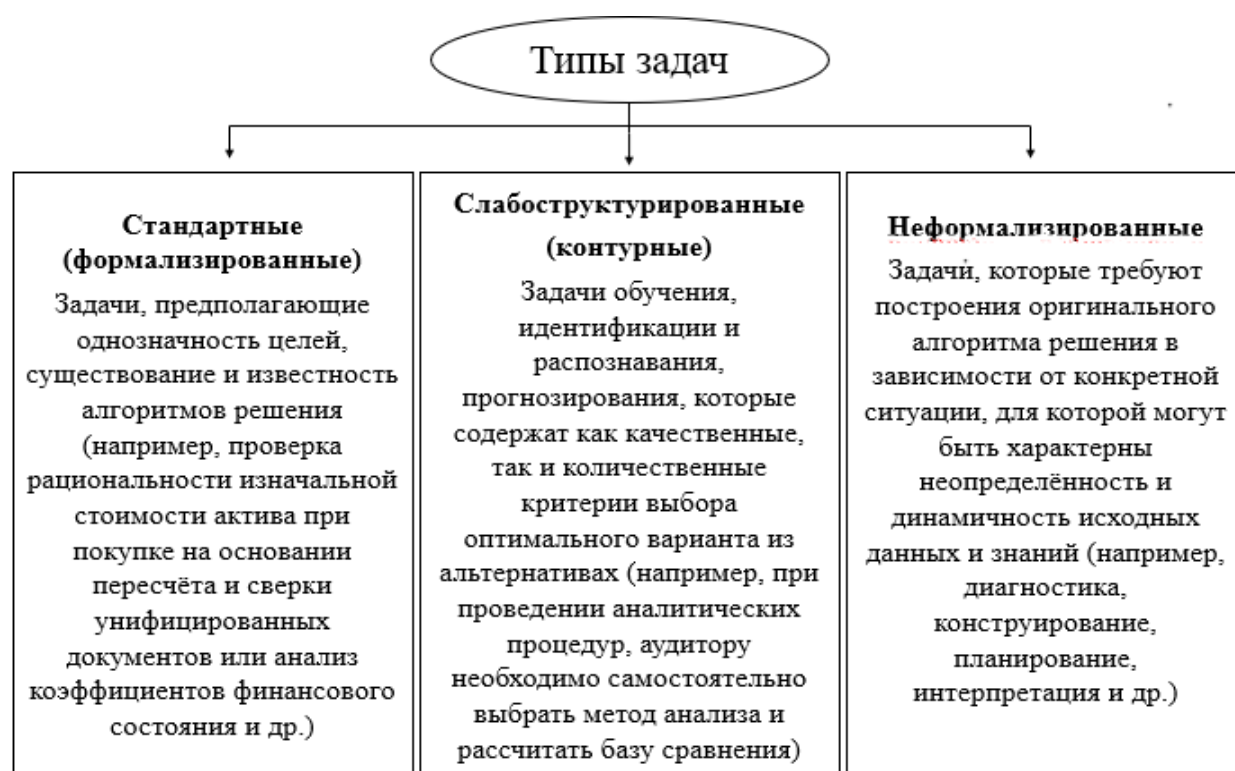 Типы задач
Стандартные
(формализированные)
Задачи, предполагающие
однозначность целей,
существование и известность
алгоритмов решения
(например, проверка
рациональности изначальной
стоимости актива при
покупке на основании
пересчёта и сверки
унифицированных
документов или анализ
коэффициентов финансового
состояния и др.)
Слабоструктурированные
(контурные)
Задачи обучения,
идентификации и
распознавания,
прогнозирования, которые
содержат как качественные,
так и количественные
критерии выбора
оптимального варианта из
альтернативах (например, при
проведении аналитических
процедур, аудитору
необходимо самостоятельно
выбрать метод анализа и
рассчитать базу сравнения)
Неформализированные
Задачи, которые требуют
построения оригинального
алгоритма решения в
зависимости от конкретной
ситуации, для которой могут
быть характерны
неопределённость и
динамичность исходных
данных и знаний (например,
диагностика,
конструирование,
планирование,
интерпретация и др.)